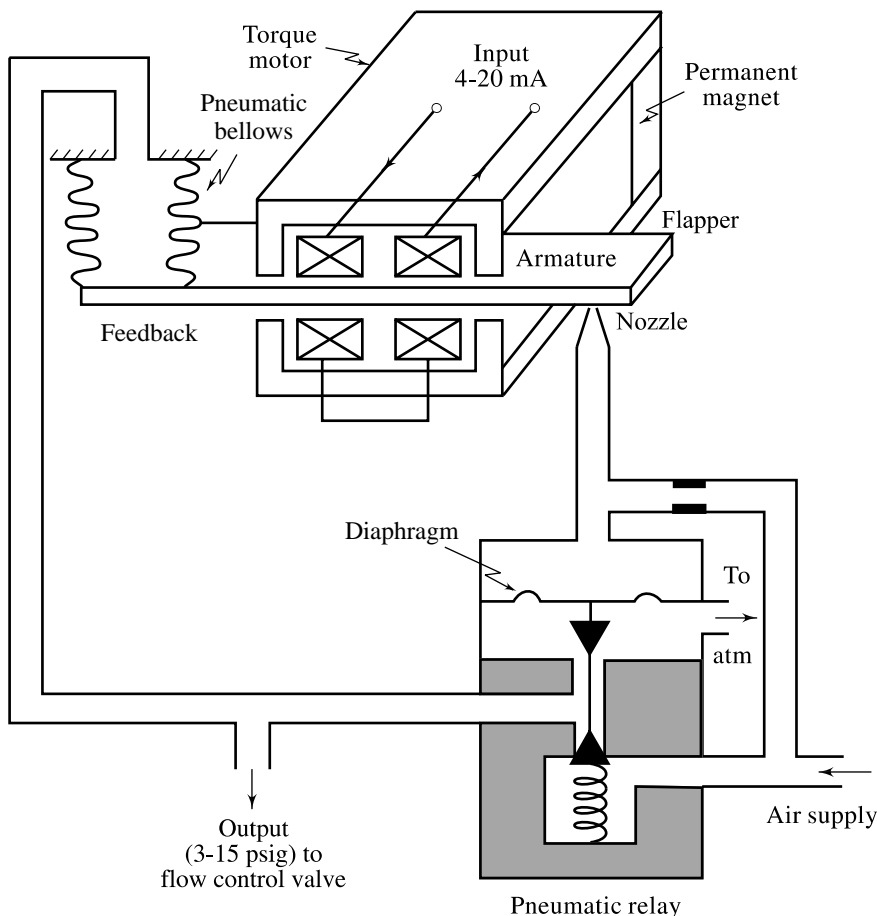 Torque
motor
Input
4-20 mA
Permanent
magnet
Pneumatic
bellows
Flapper
Armature
Feedback
Nozzle
Diaphragm
To
atm
Air supply
Output
(3-15 psig) to
flow control valve
Pneumatic relay